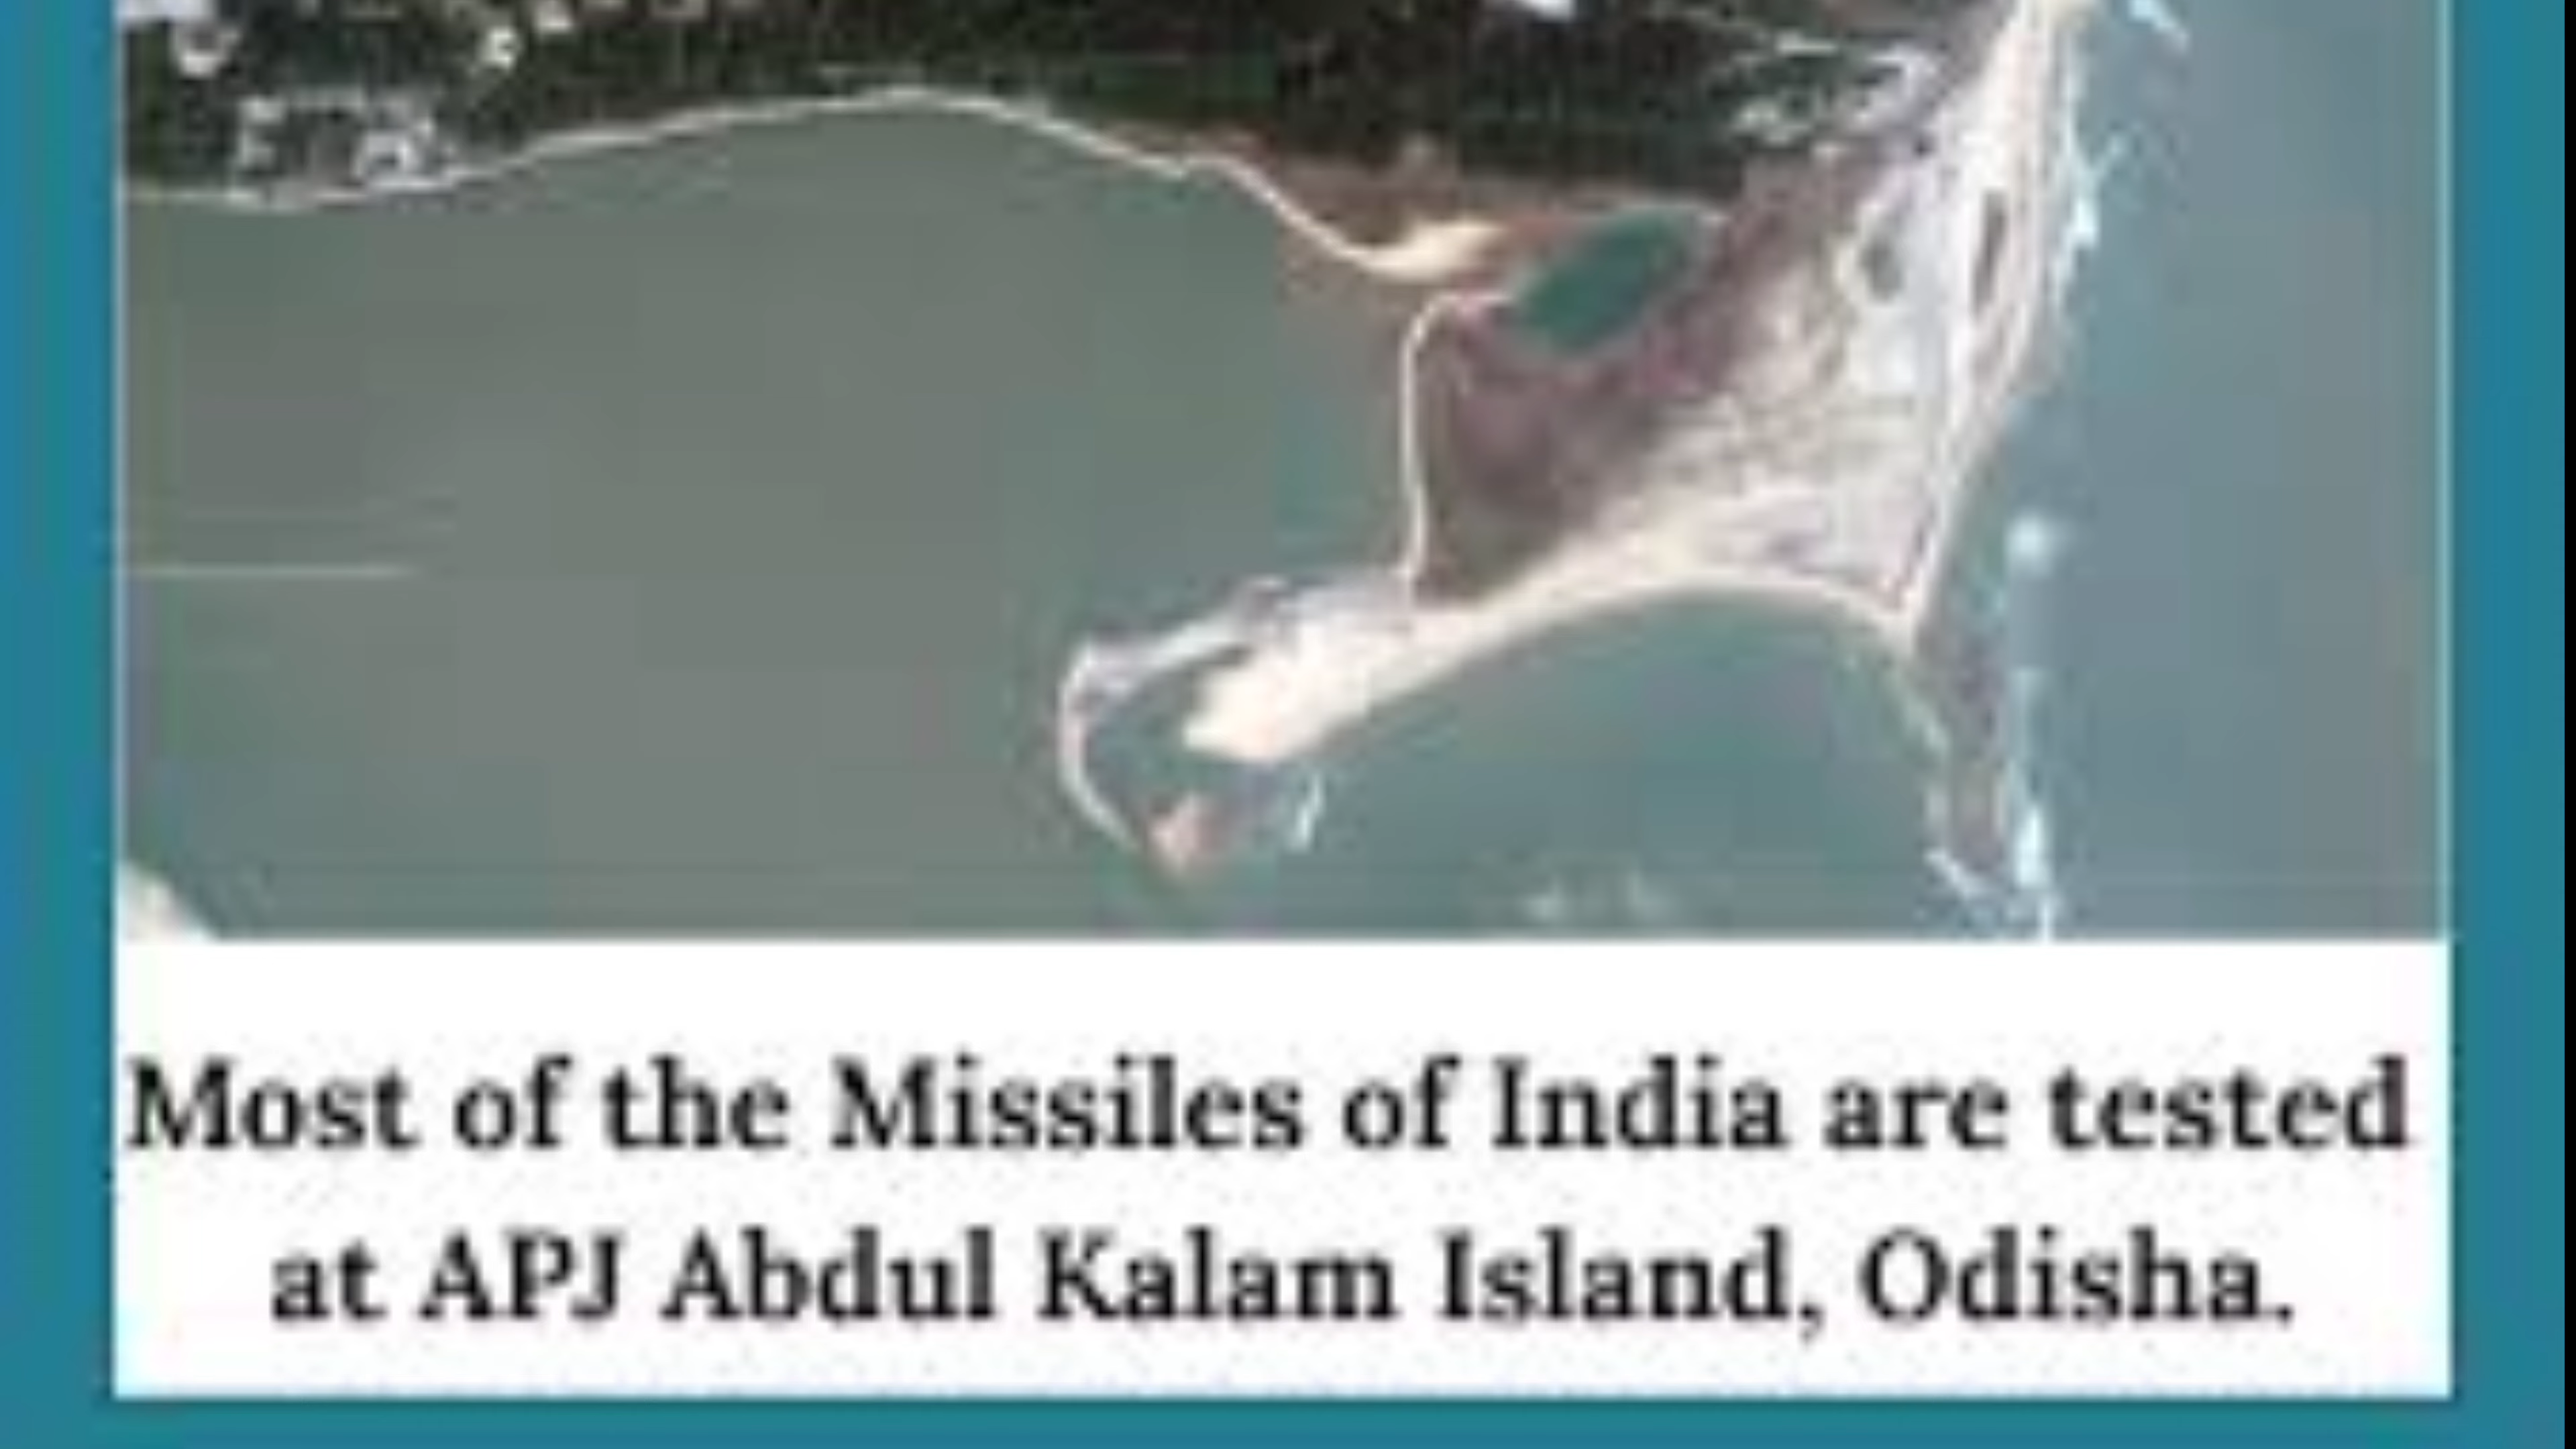 Most of the Missiles of India are tested
at APJ Abdul Kalam Island, Odisha.